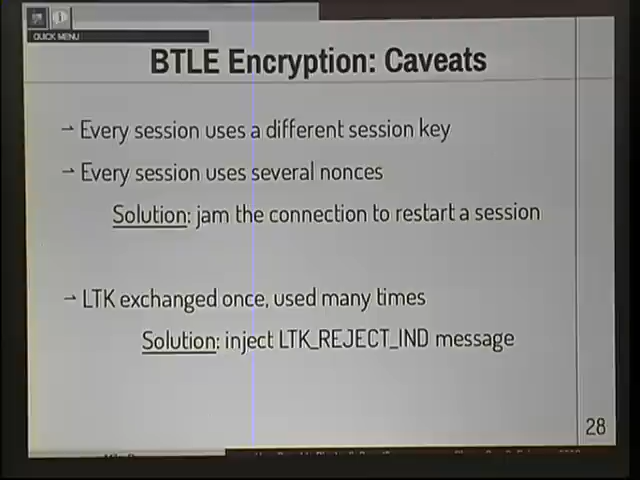 QUICK MENU
BTLE Encryption: Caveats
Every session uses a different session key
Every session uses several nonces
Solution: jam the connection to restart a session
LTK exchanged once, used many times
Solution: inject LTK_REJECT_IND message
28